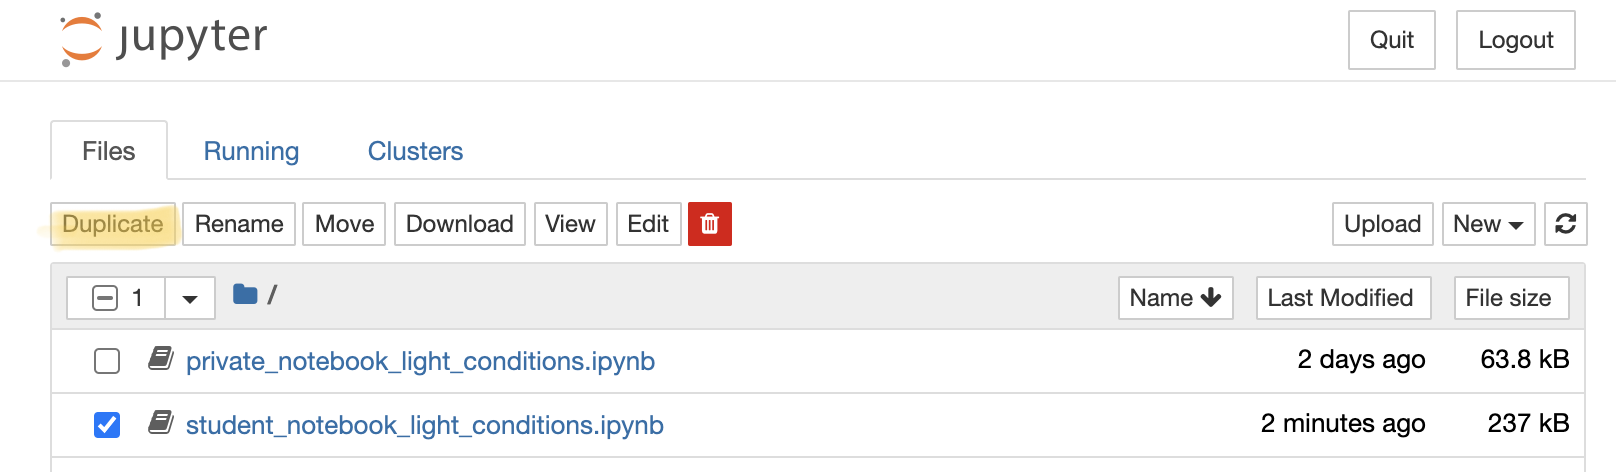 jupyter Quit Logout
Files Running Clusters
Duplicate Rename Move Download View Edit Upload New
1 / Name Last Modified File size
private_notebook_light_conditions.ipynb 2 days ago 63.8 kB
student_notebook_light_conditions.ipynb 2 minutes ago 237 kB